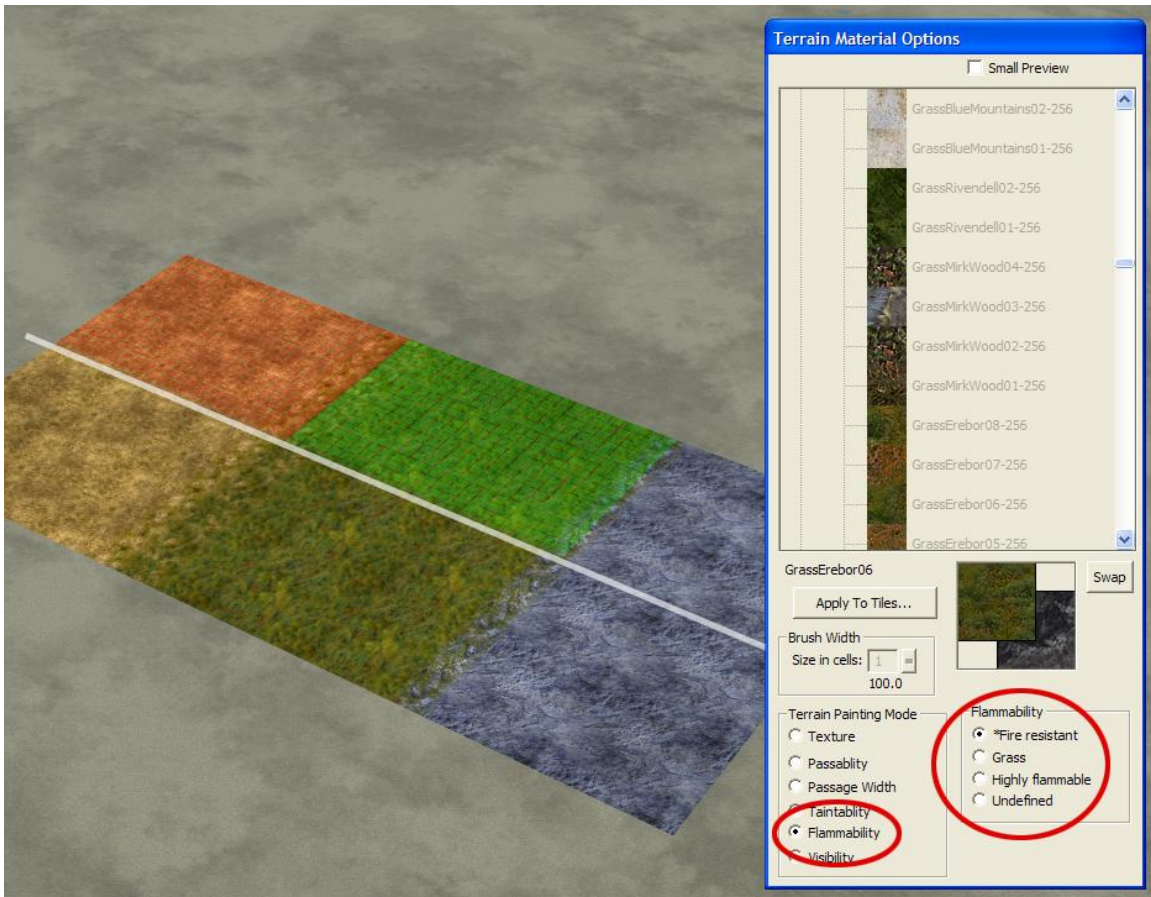 Terrain Material Options
Small Preview
GrassBlueMountains02-256
GrassBlueMountains01-256
GrassRivendell02-256
GrassRivendell01-256
GrassMirkWood04-256
GrassMirkWood03-256
GrassMirkWood02-256
GrassMirkWood01-256
GrassErebor08-256
GrassErebor07-256
GrassErebor06-256
GrassErebor05-256
GrassErebor06
Swap
Apply To Tiles...
Brush Width
Size in cells: 1
100.0
Terrain Painting Mode
Texture
Passablity
Passage Width
Taintablity
Flammability
Visibility
Flammability
*Fire resistant
Grass
Highly flammable
Undefined